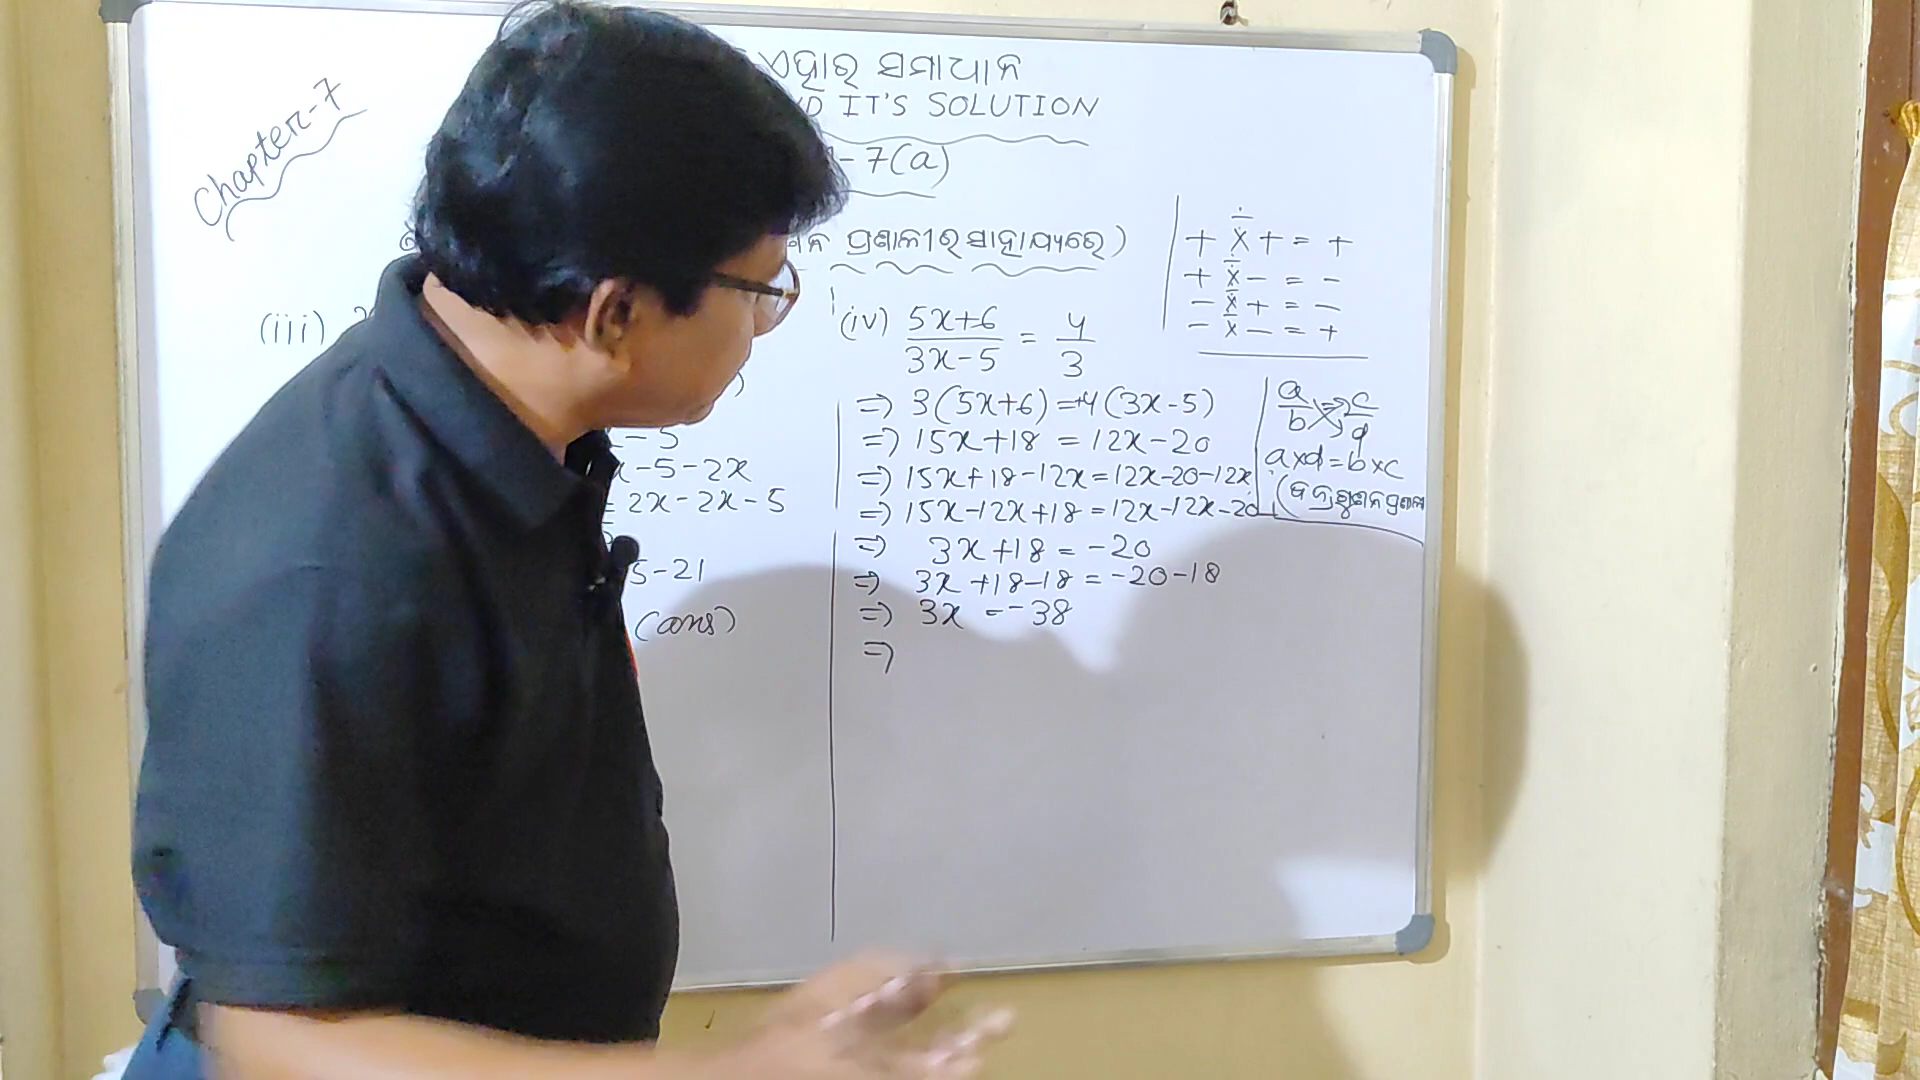 Chapter-7
ଏହାର ସମାଧାନ
IT'S SOLUTION
- 7(a)
ପ୍ରଣାଳୀର ସାହାଯ୍ୟରେ)
(iii)
x - 5 - 2x
= 2x - 2x - 5
5 - 21
(ans)
(iv) (5x+6)/(3x-5) = 4/3
=> 3(5x+6) = +4(3x-5)
=> 15x+18 = 12x-20
=> 15x+18-12x = 12x-20-12x
=> 15x-12x+18 = 12x-12x-20
=> 3x+18 = -20
=> 3x+18-18 = -20-18
=> 3x = -38
=>
+ × + = +
+ × - = -
- × + = -
- × - = +
a/b = c/d
a×d = b×c